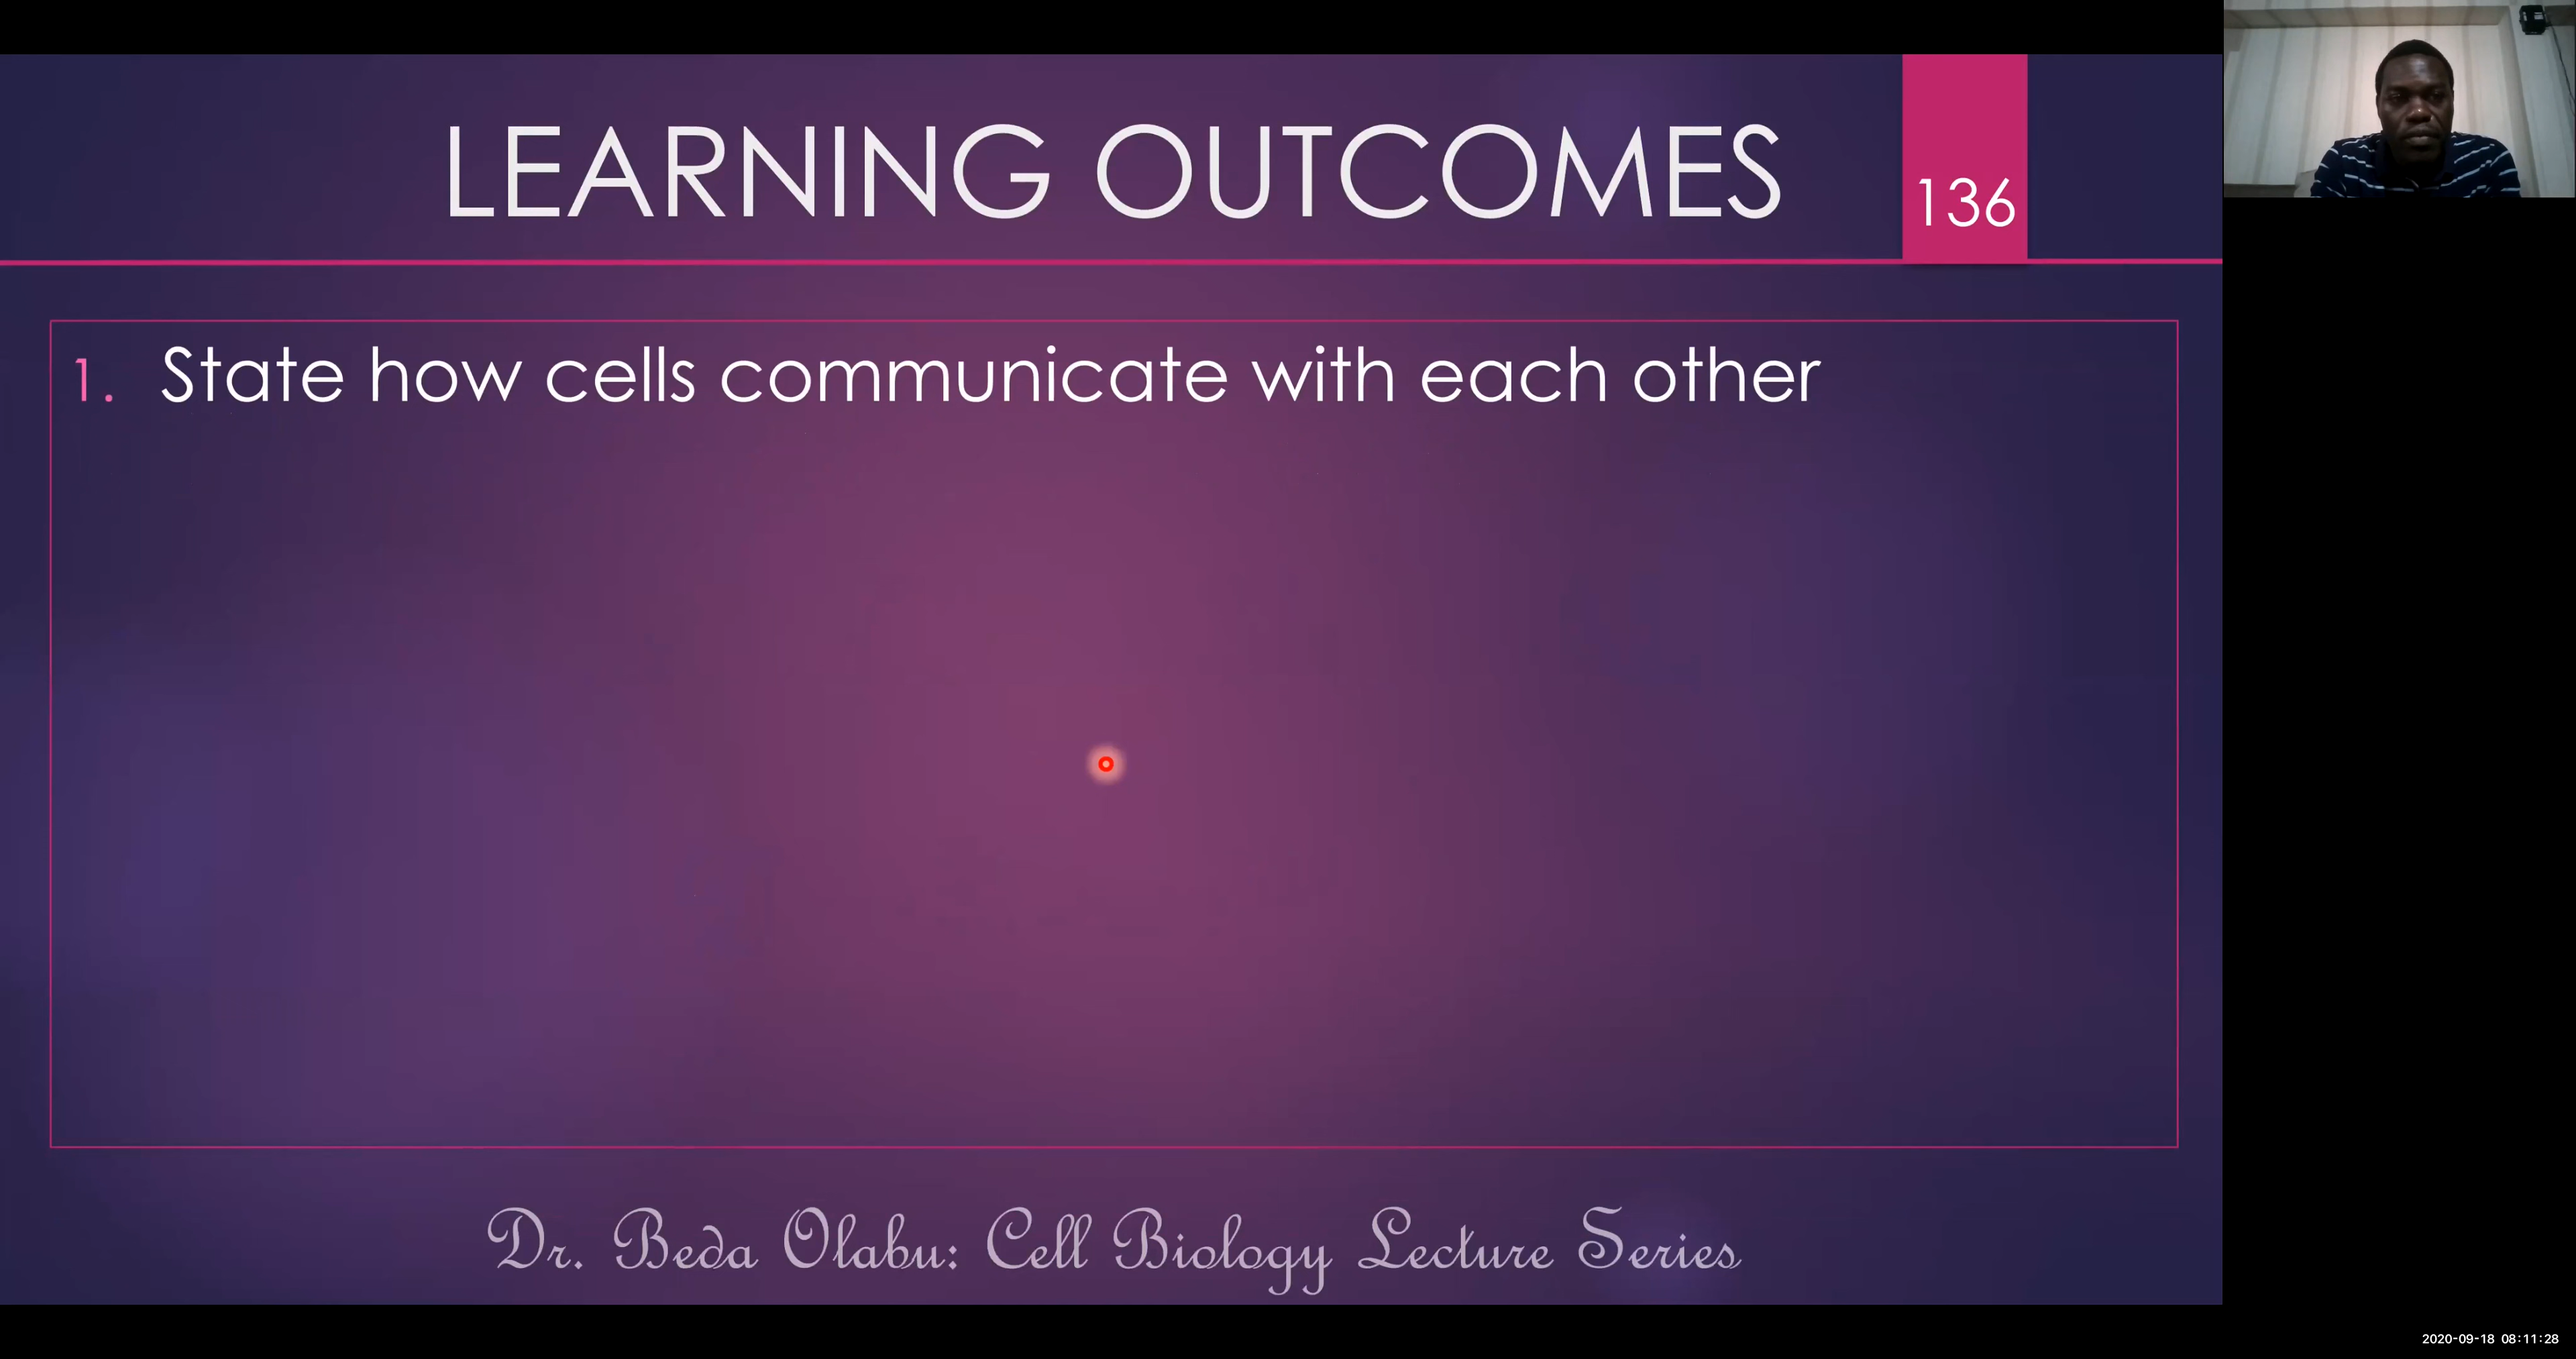 LEARNING OUTCOMES
136
1. State how cells communicate with each other
Dr. Beda Olabu: Cell Biology Lecture Series
2020-09-18 08:11:28